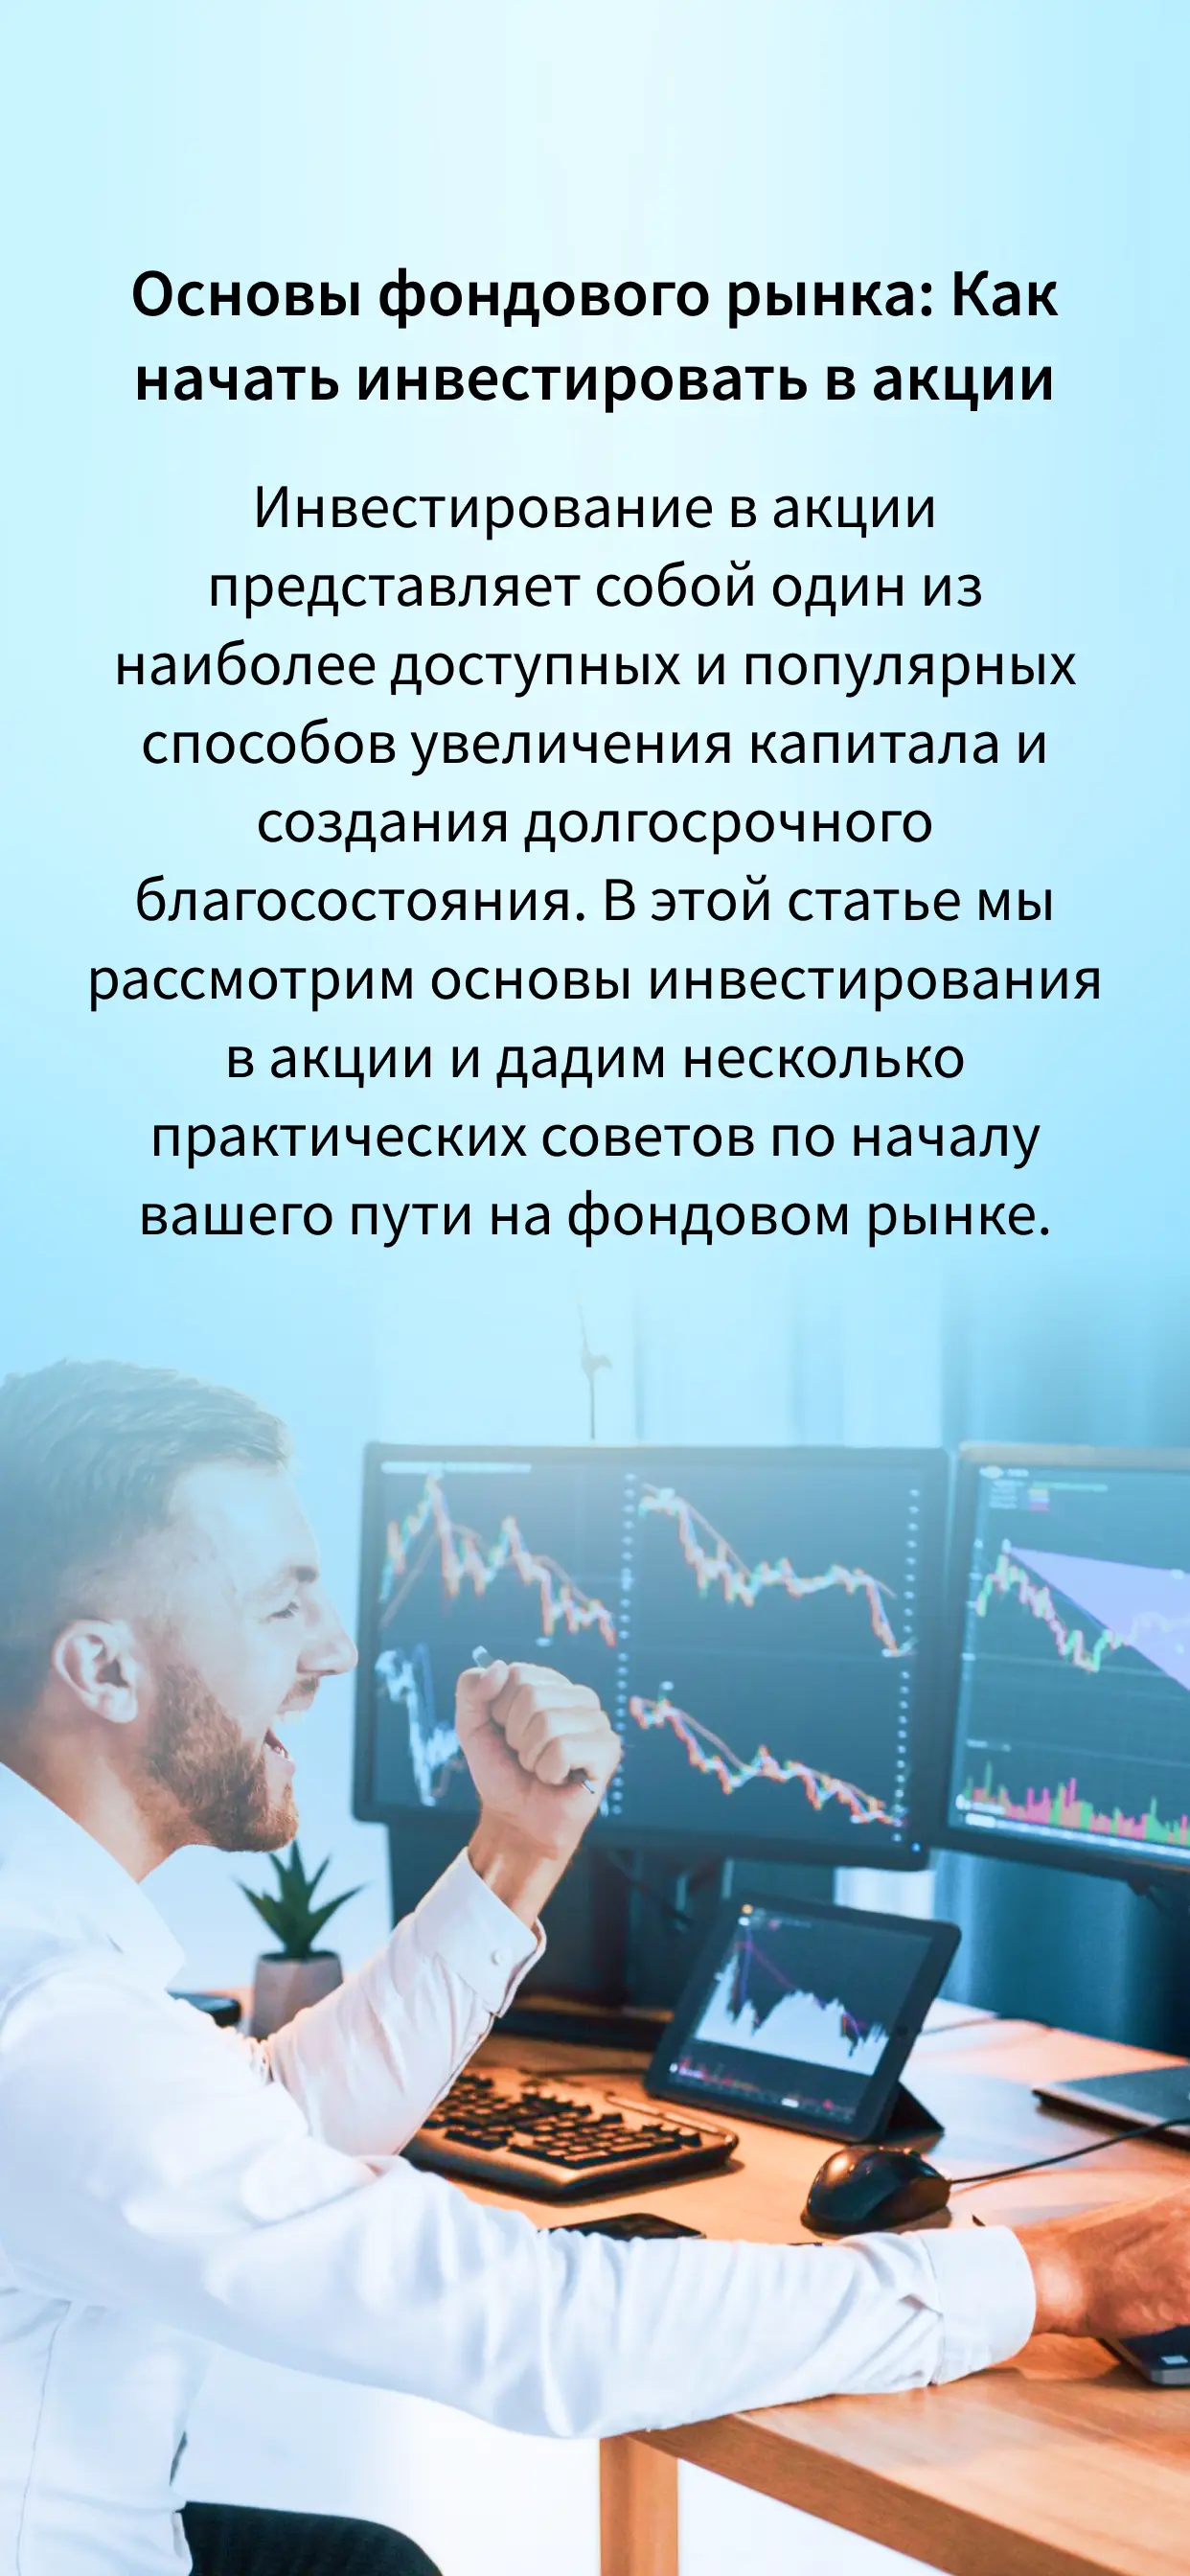 Основы фондового рынка: Как
начать инвестировать в акции
Инвестирование в акции
представляет собой один из
наиболее доступных и популярных
способов увеличения капитала и
создания долгосрочного
благосостояния. В этой статье мы
рассмотрим основы инвестирования
в акции и дадим несколько
практических советов по началу
вашего пути на фондовом рынке.